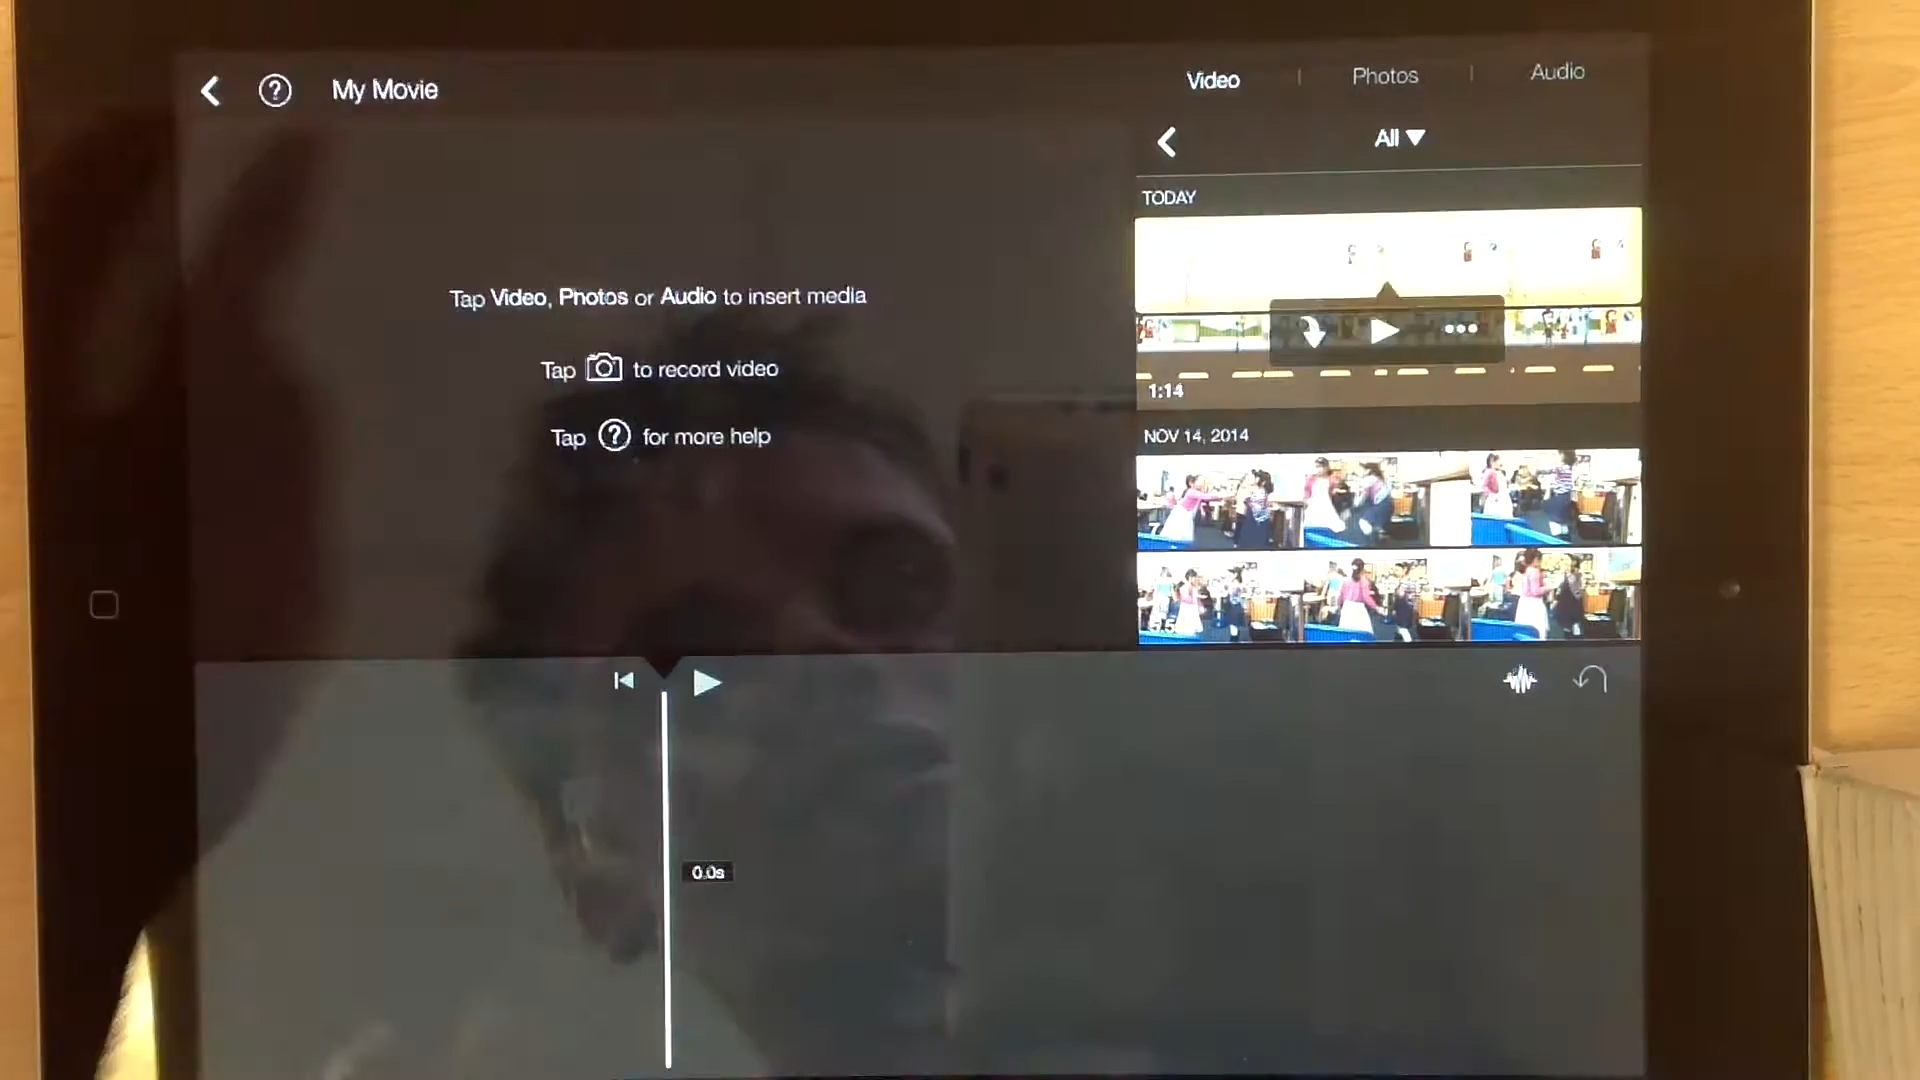 My Movie
Video
Photos
Audio
All
TODAY
1:14
NOV 14, 2014
Tap Video, Photos or Audio to insert media
Tap to record video
Tap ? for more help
0.0s